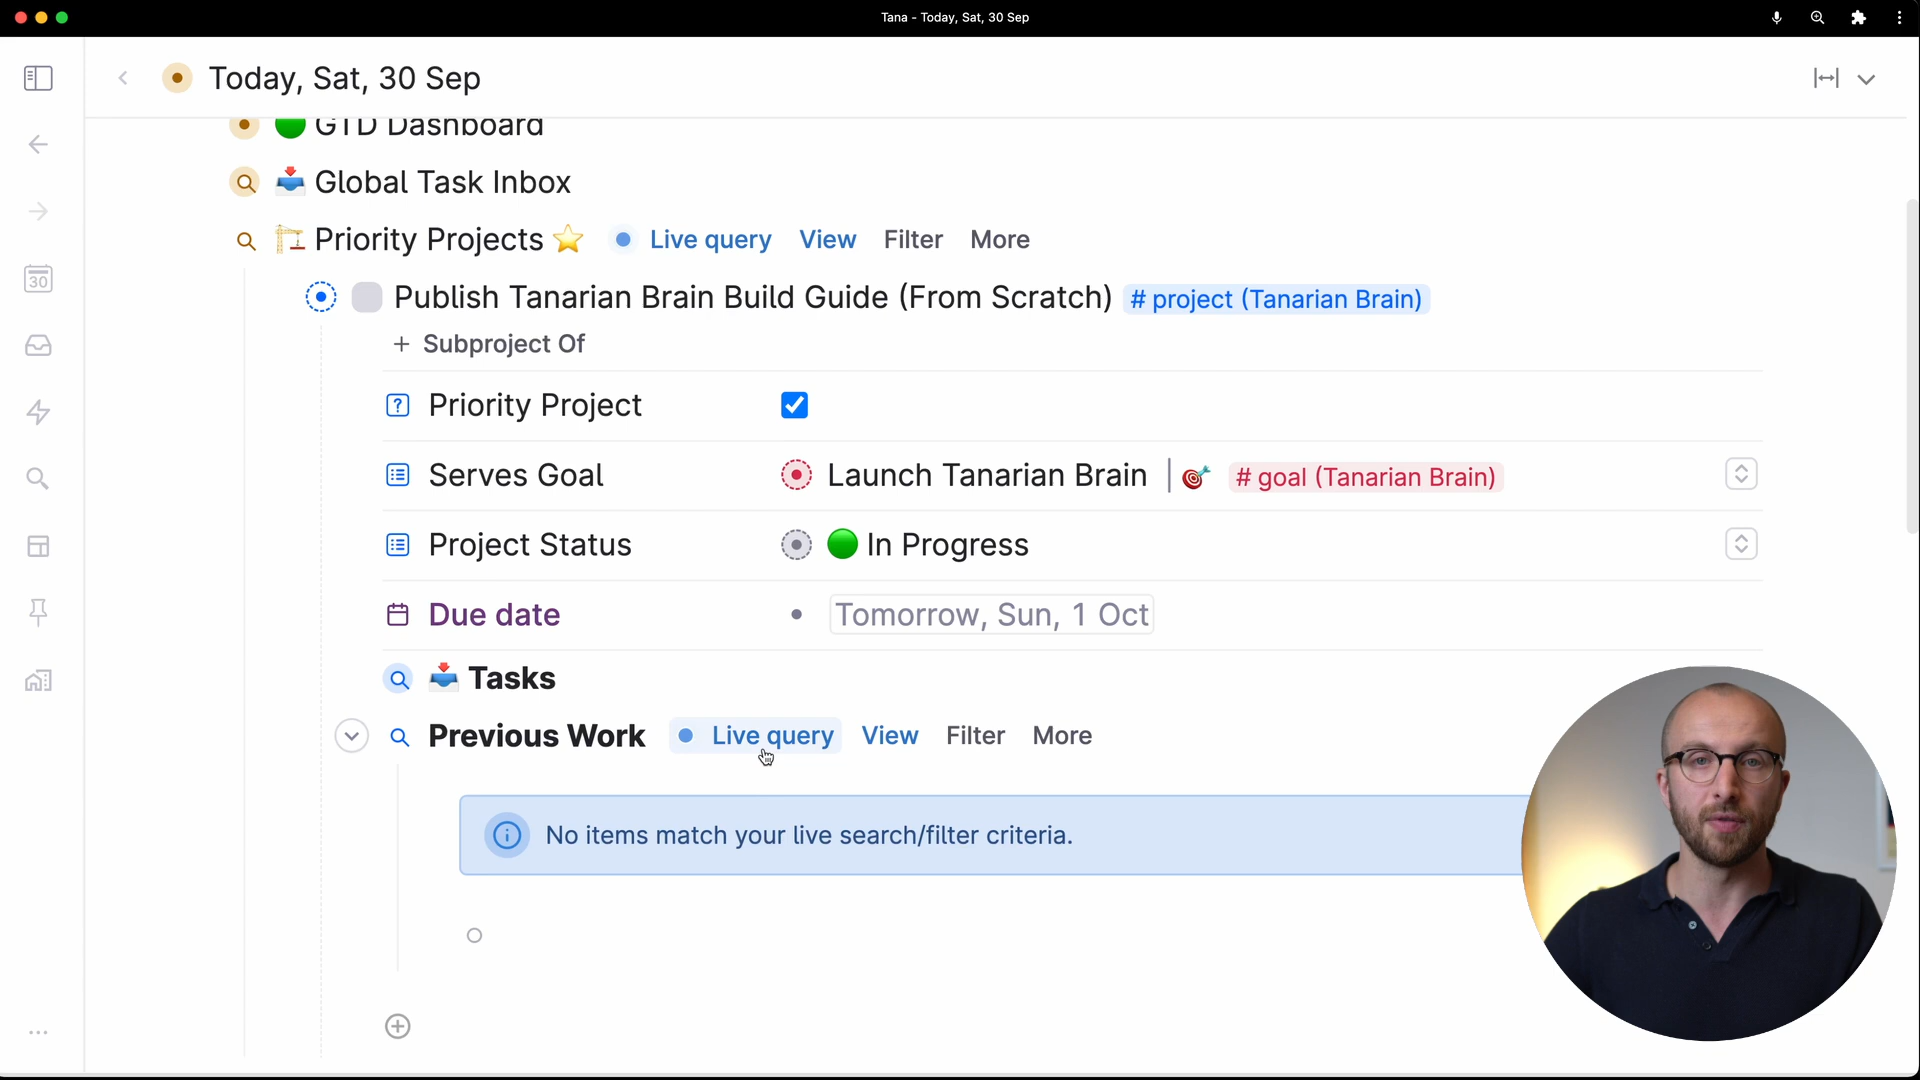 Tana - Today, Sat, 30 Sep
Today, Sat, 30 Sep
GTD Dashboard
Global Task Inbox
Priority Projects Live query View Filter More
Publish Tanarian Brain Build Guide (From Scratch) # project (Tanarian Brain)
+ Subproject Of
Priority Project
Serves Goal Launch Tanarian Brain # goal (Tanarian Brain)
Project Status In Progress
Due date Tomorrow, Sun, 1 Oct
Tasks
Previous Work Live query View Filter More
No items match your live search/filter criteria.
30